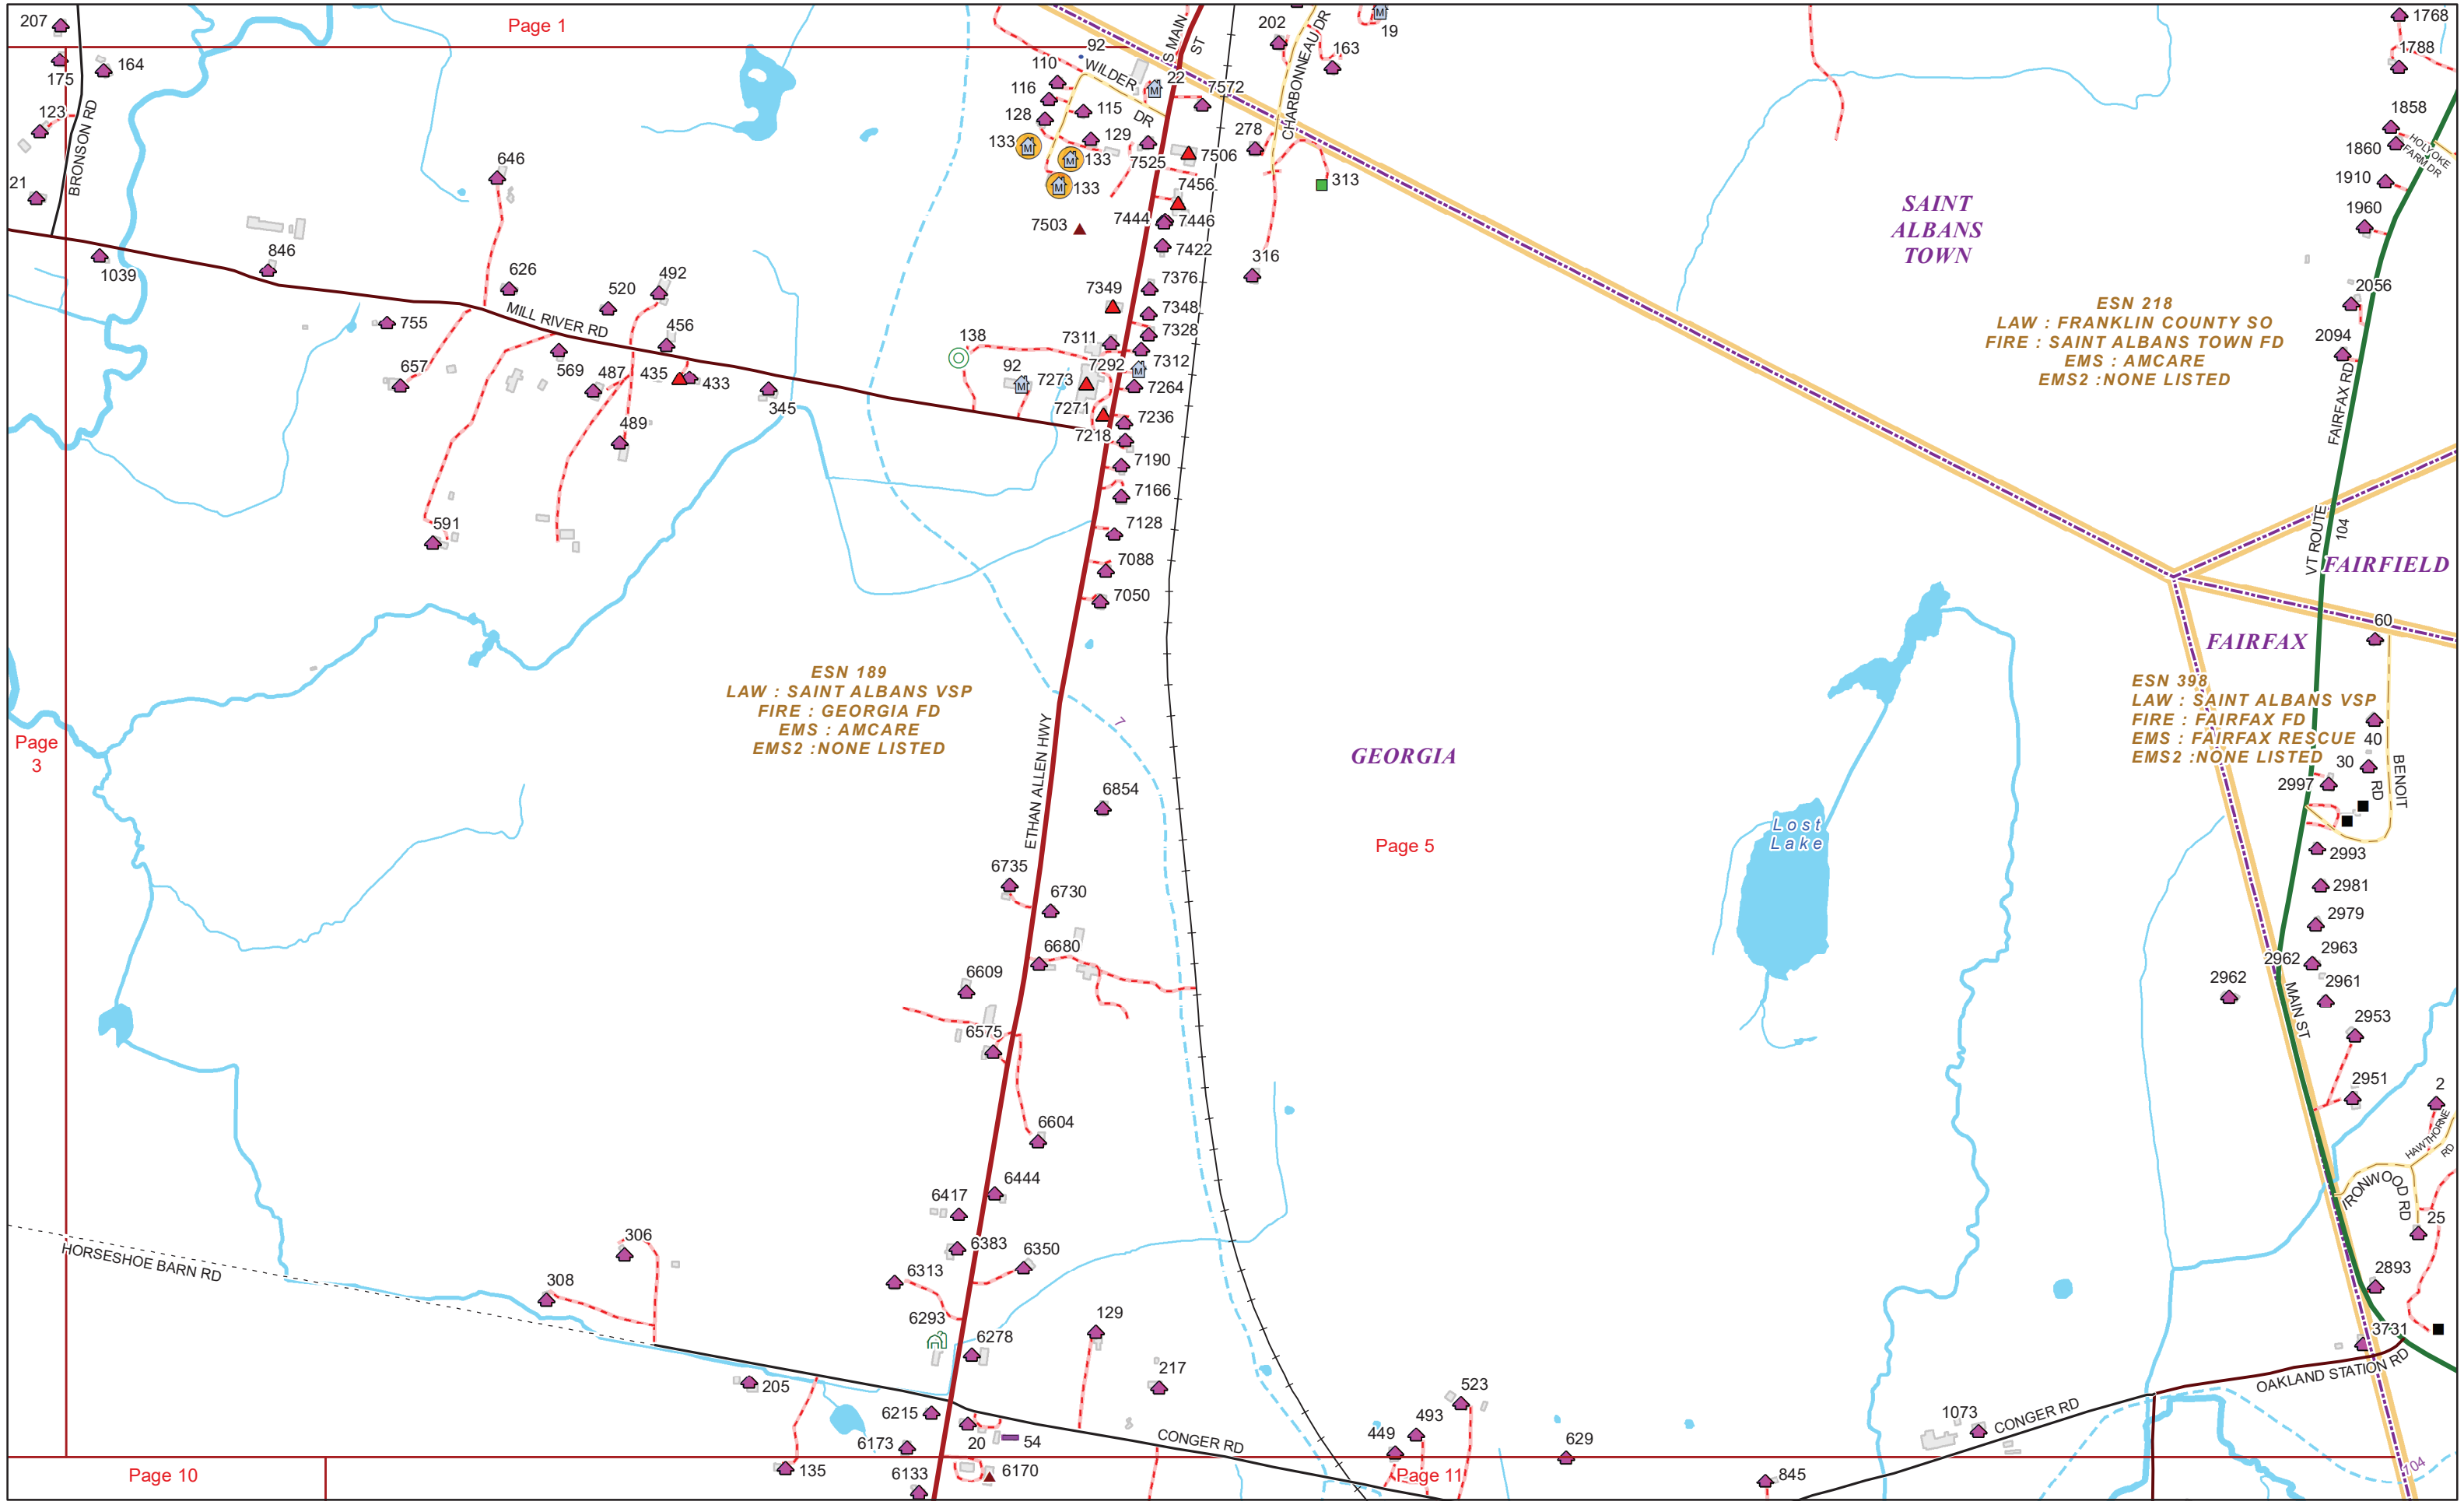 207
Page 1
202
19
1768
175
164
92
S MAIN
ST
CHARBONNEAU DR
163
1788
110
WILDER
DR
22
7572
116
115
123
BRONSON RD
128
129
278
1858
HOLYOKE
FARM DR
133
133
133
7525
7506
1860
646
313
1910
21
7456
7444
7446
7503
SAINT
ALBANS
TOWN
1960
846
7422
1039
626
492
316
7376
520
7349
7348
2056
ESN 218
LAW : FRANKLIN COUNTY SO
FIRE : SAINT ALBANS TOWN FD
EMS : AMCARE
EMS2 :NONE LISTED
755
MILL RIVER RD
456
138
7311
7328
2094
657
569
487
435
433
92
7292
7312
7273
7264
345
7271
7236
FAIRFAX RD
489
7218
7190
7166
591
7128
VT ROUTE
104
7088
FAIRFIELD
7050
60
FAIRFAX
ESN 189
LAW : SAINT ALBANS VSP
FIRE : GEORGIA FD
EMS : AMCARE
EMS2 :NONE LISTED
ESN 398
LAW : SAINT ALBANS VSP
FIRE : FAIRFAX FD
EMS : FAIRFAX RESCUE
EMS2 :NONE LISTED
7
Page
3
GEORGIA
40
30
BENOIT
RD
2997
ETHAN ALLEN HWY
6854
Lost
Lake
Page 5
2993
6735
6730
2981
2979
6680
2963
2962
6609
2962
2961
MAIN ST
2953
6575
2951
2
6604
HAWTHORNE
RD
6444
6417
IRONWOOD RD
25
306
6383
6350
HORSESHOE BARN RD
308
6313
2893
6293
129
6278
3731
217
205
523
OAKLAND STATION RD
6215
493
1073
CONGER RD
6173
20
54
CONGER RD
449
629
Page 10
135
6133
6170
Page 11
845
104